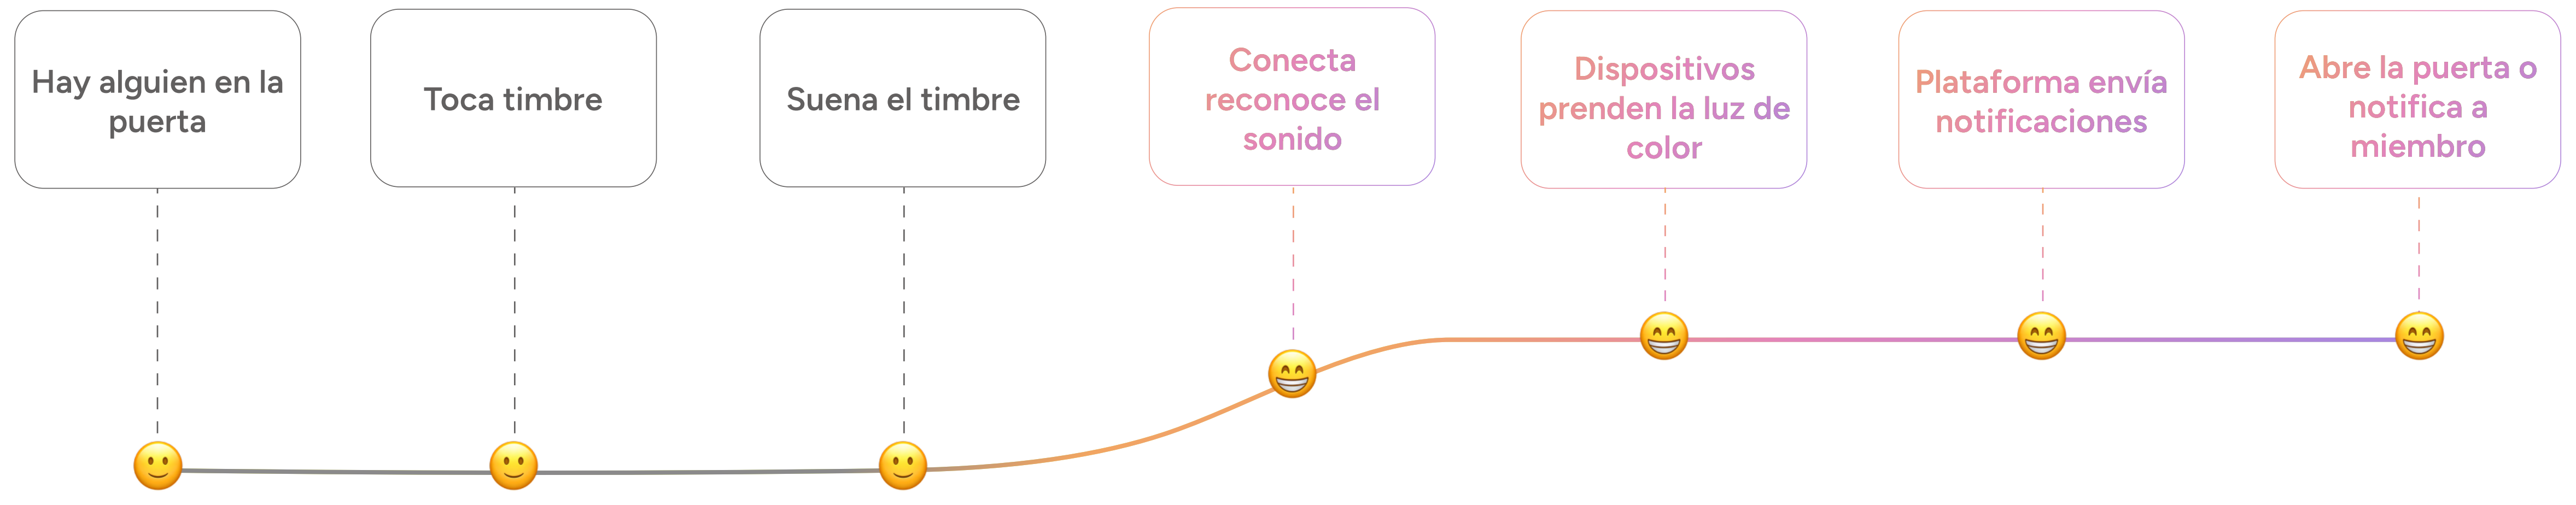 Hay alguien en la
puerta
Toca timbre
Suena el timbre
Conecta
reconoce el
sonido
Dispositivos
prenden la luz de
color
Plataforma envía
notificaciones
Abre la puerta o
notifica a
miembro